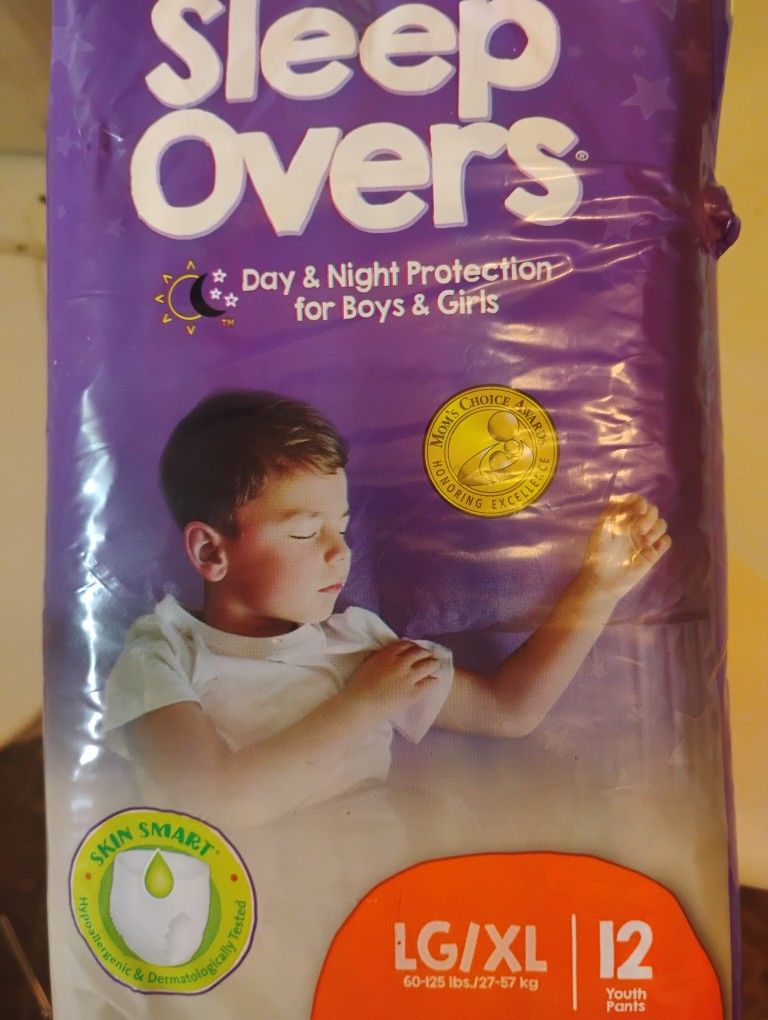 Sleep
Overs®
Day & Night Protection
for Boys & Girls
TM
MOM'S CHOICE AWARDS
HONORING EXCELLENCE
SKIN SMART
Hypoallergenic & Dermatologically Tested
LG/XL
60-125 lbs./27-57 kg
12
Youth
Pants